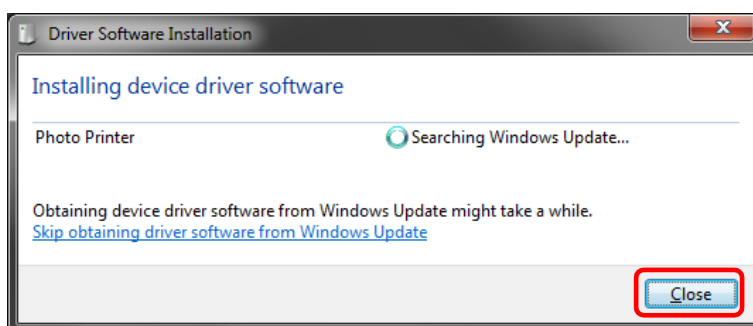 Driver Software Installation
Installing device driver software
Photo Printer Searching Windows Update...
Obtaining device driver software from Windows Update might take a while.
Skip obtaining driver software from Windows Update
Close